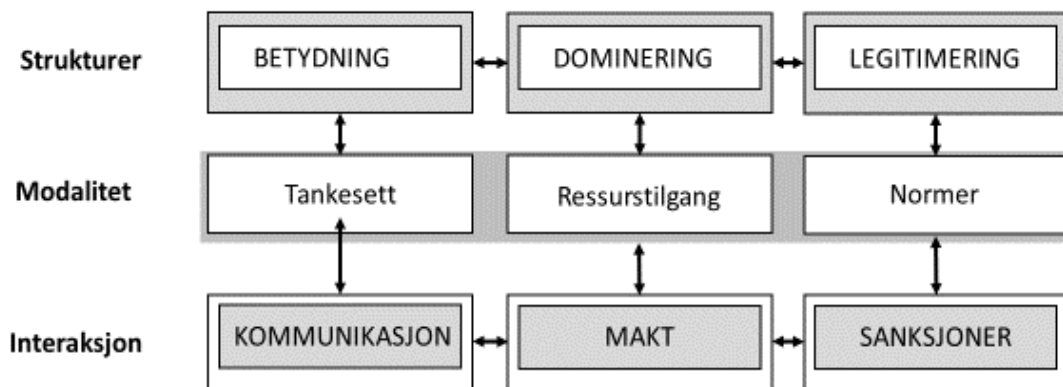 Strukturer BETYDNING DOMINERING LEGITIMERING
Modalitet Tankesett Ressurstilgang Normer
Interaksjon KOMMUNIKASJON MAKT SANKSJONER